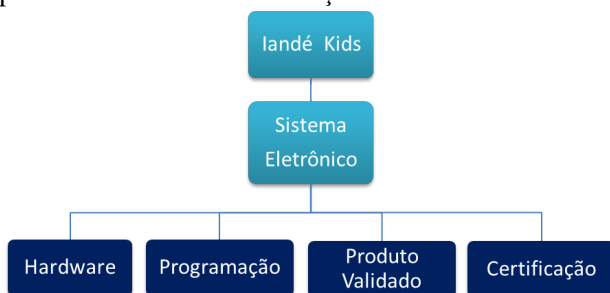 Iandé Kids
Sistema
Eletrônico
Hardware
Programação
Produto
Validado
Certificação